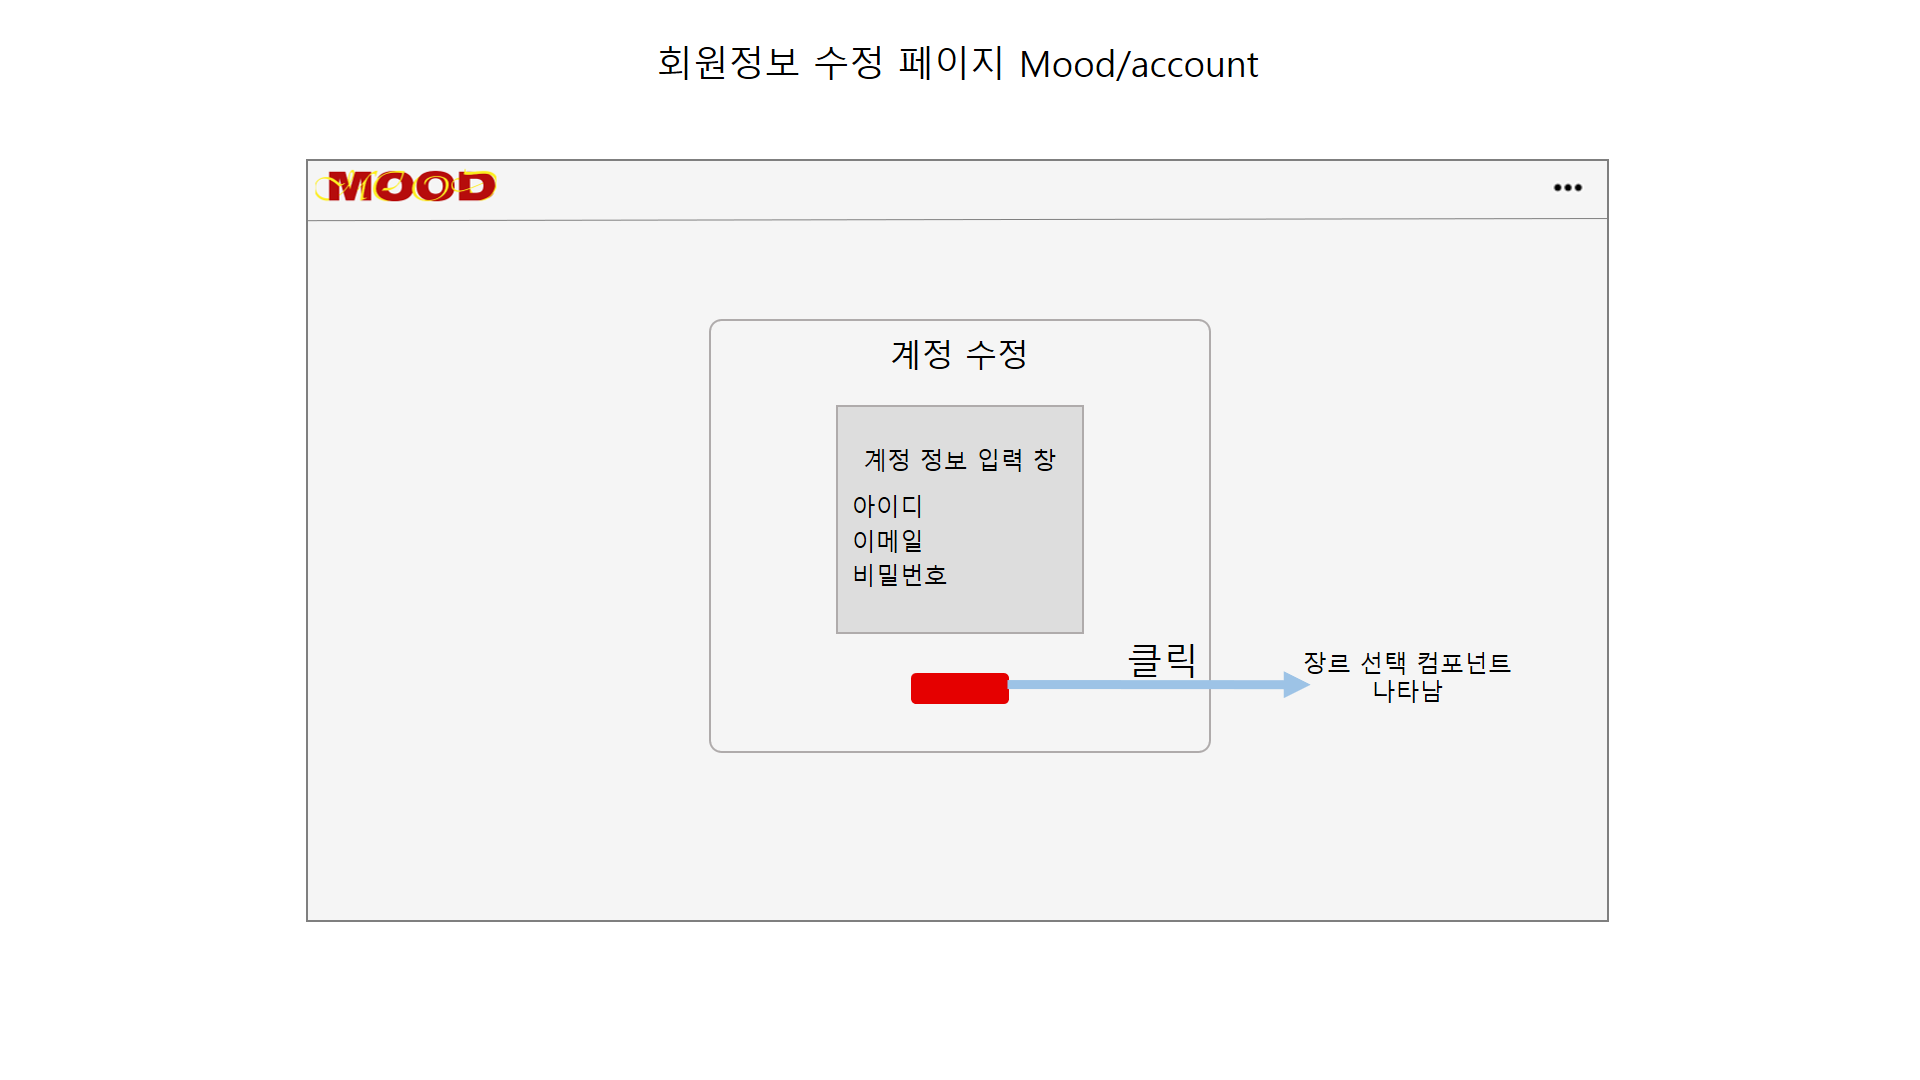 회원정보 수정 페이지 Mood/account
MOOD
계정 수정
계정 정보 입력 창
아이디
이메일
비밀번호
클릭
장르 선택 컴포넌트
나타남